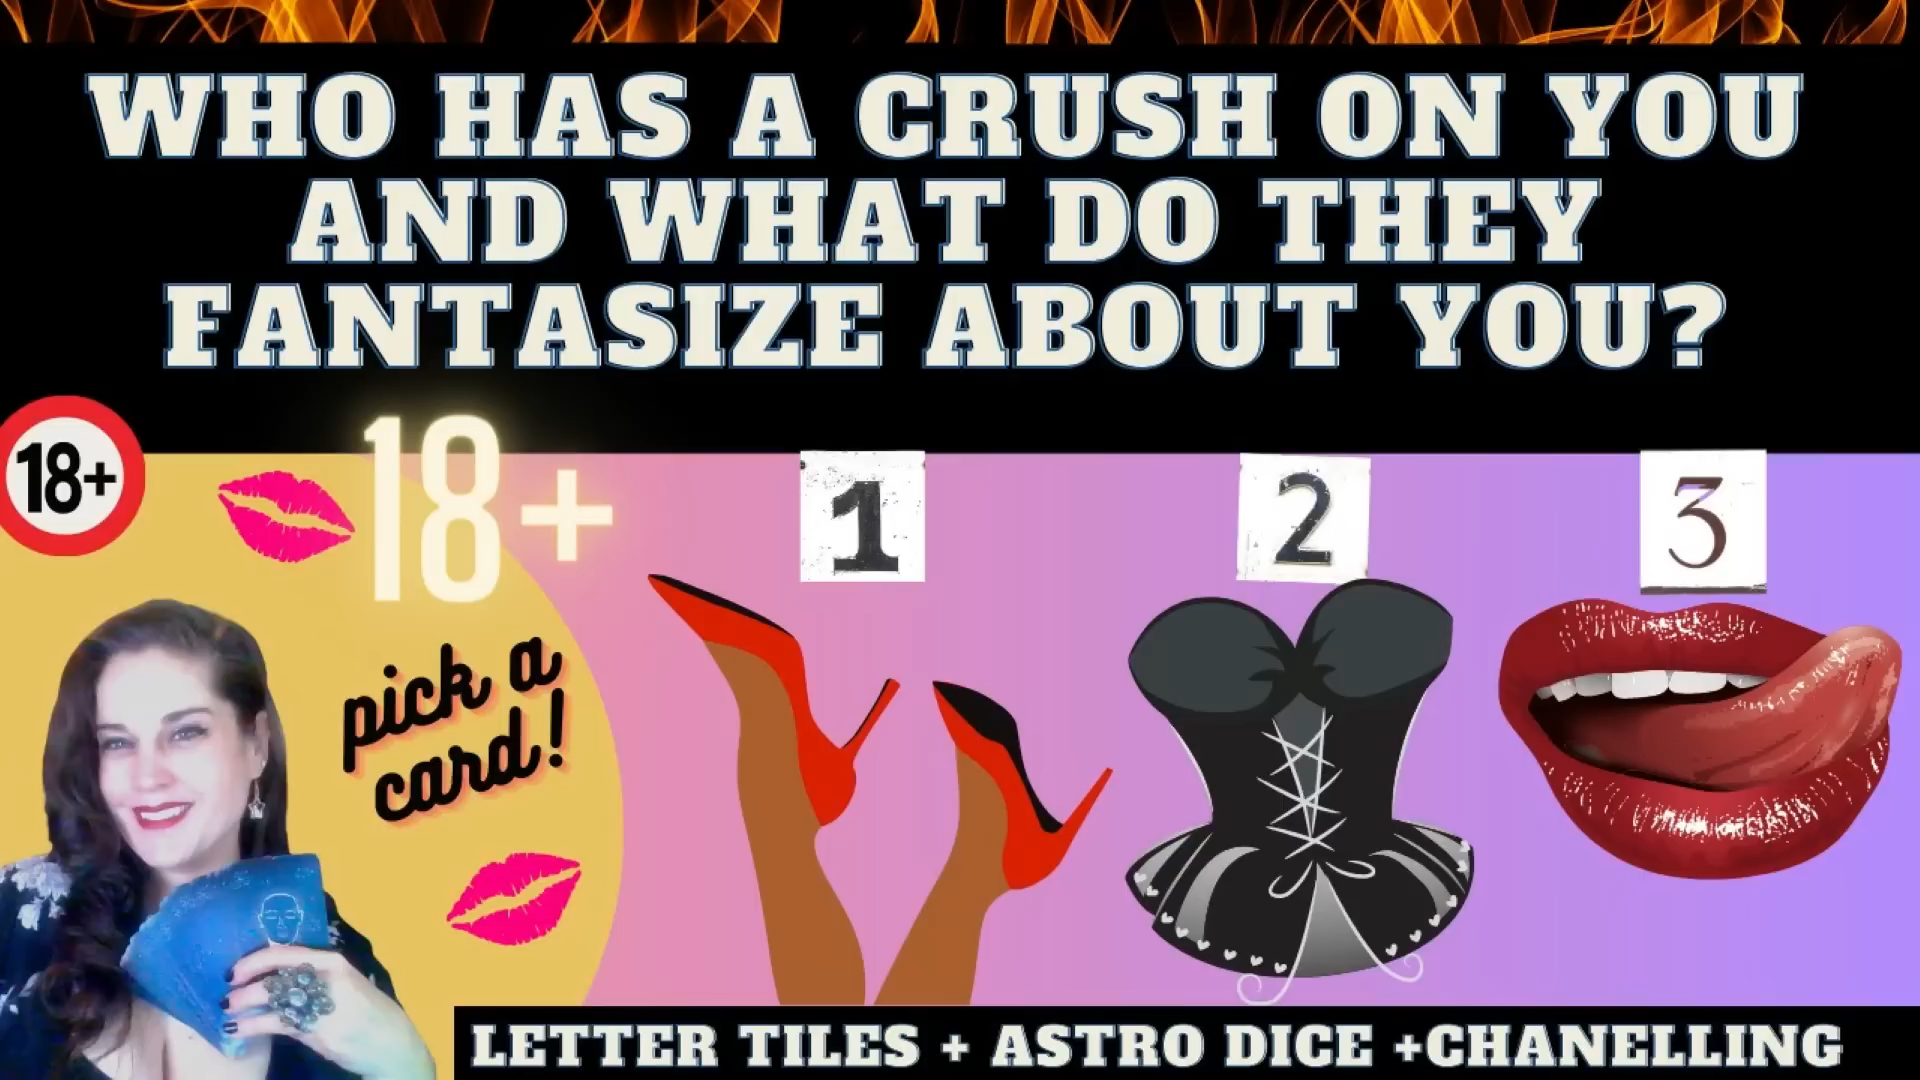 WHO HAS A CRUSH ON YOU
AND WHAT DO THEY
FANTASIZE ABOUT YOU?
18+
18+
1
2
3
pick a
card!
LETTER TILES + ASTRO DICE +CHANELLING